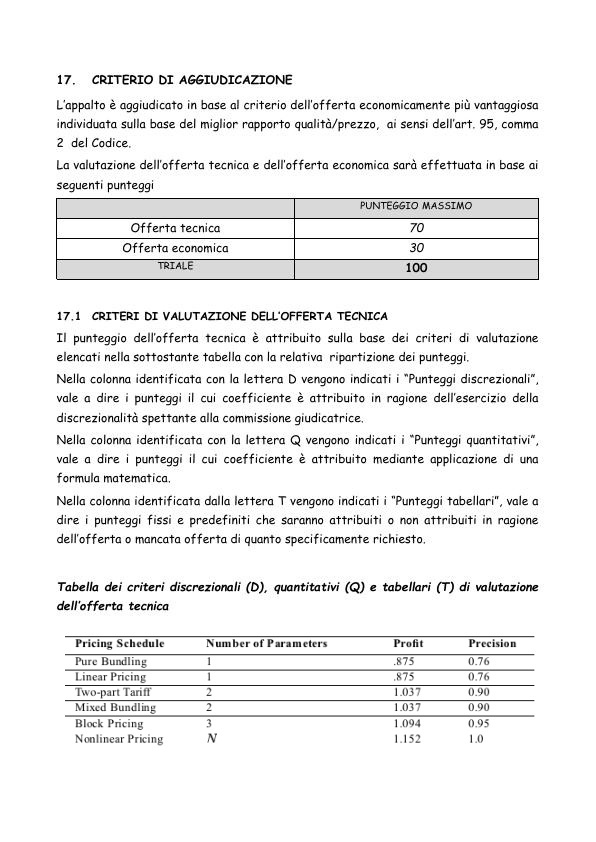 17. CRITERIO DI AGGIUDICAZIONE
L'appalto è aggiudicato in base al criterio dell'offerta economicamente più vantaggiosa
individuata sulla base del miglior rapporto qualità/prezzo, ai sensi dell'art. 95, comma
2 del Codice.
La valutazione dell'offerta tecnica e dell'offerta economica sarà effettuata in base ai
seguenti punteggi
PUNTEGGIO MASSIMO
Offerta tecnica 70
Offerta economica 30
TRIALE 100
17.1 CRITERI DI VALUTAZIONE DELL'OFFERTA TECNICA
Il punteggio dell'offerta tecnica è attribuito sulla base dei criteri di valutazione
elencati nella sottostante tabella con la relativa ripartizione dei punteggi.
Nella colonna identificata con la lettera D vengono indicati i "Punteggi discrezionali",
vale a dire i punteggi il cui coefficiente è attribuito in ragione dell'esercizio della
discrezionalità spettante alla commissione giudicatrice.
Nella colonna identificata con la lettera Q vengono indicati i "Punteggi quantitativi",
vale a dire i punteggi il cui coefficiente è attribuito mediante applicazione di una
formula matematica.
Nella colonna identificata dalla lettera T vengono indicati i "Punteggi tabellari", vale a
dire i punteggi fissi e predefiniti che saranno attribuiti o non attribuiti in ragione
dell'offerta o mancata offerta di quanto specificamente richiesto.
Tabella dei criteri discrezionali (D), quantitativi (Q) e tabellari (T) di valutazione
dell'offerta tecnica
Pricing Schedule Number of Parameters Profit Precision
Pure Bundling 1 .875 0.76
Linear Pricing 1 .875 0.76
Two-part Tariff 2 1.037 0.90
Mixed Bundling 2 1.037 0.90
Block Pricing 3 1.094 0.95
Nonlinear Pricing N 1.152 1.0